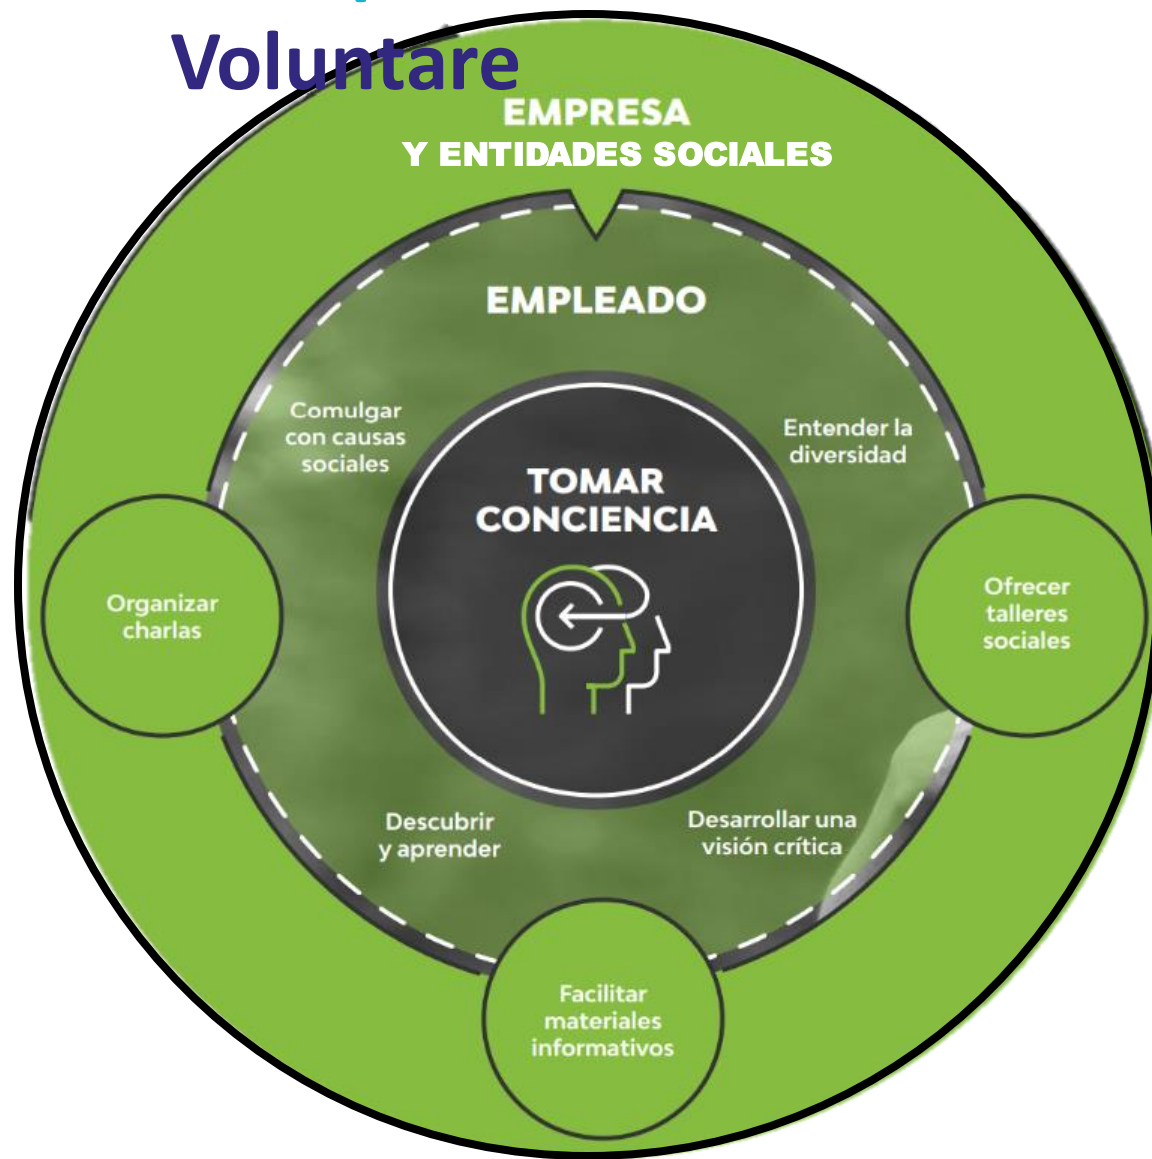 Voluntare
EMPRESA
Y ENTIDADES SOCIALES
EMPLEADO
Comulgar
con causas
sociales
Entender la
diversidad
TOMAR
CONCIENCIA
Organizar
charlas
Ofrecer
talleres
sociales
Descubrir
y aprender
Desarrollar una
visión crítica
Facilitar
materiales
informativos